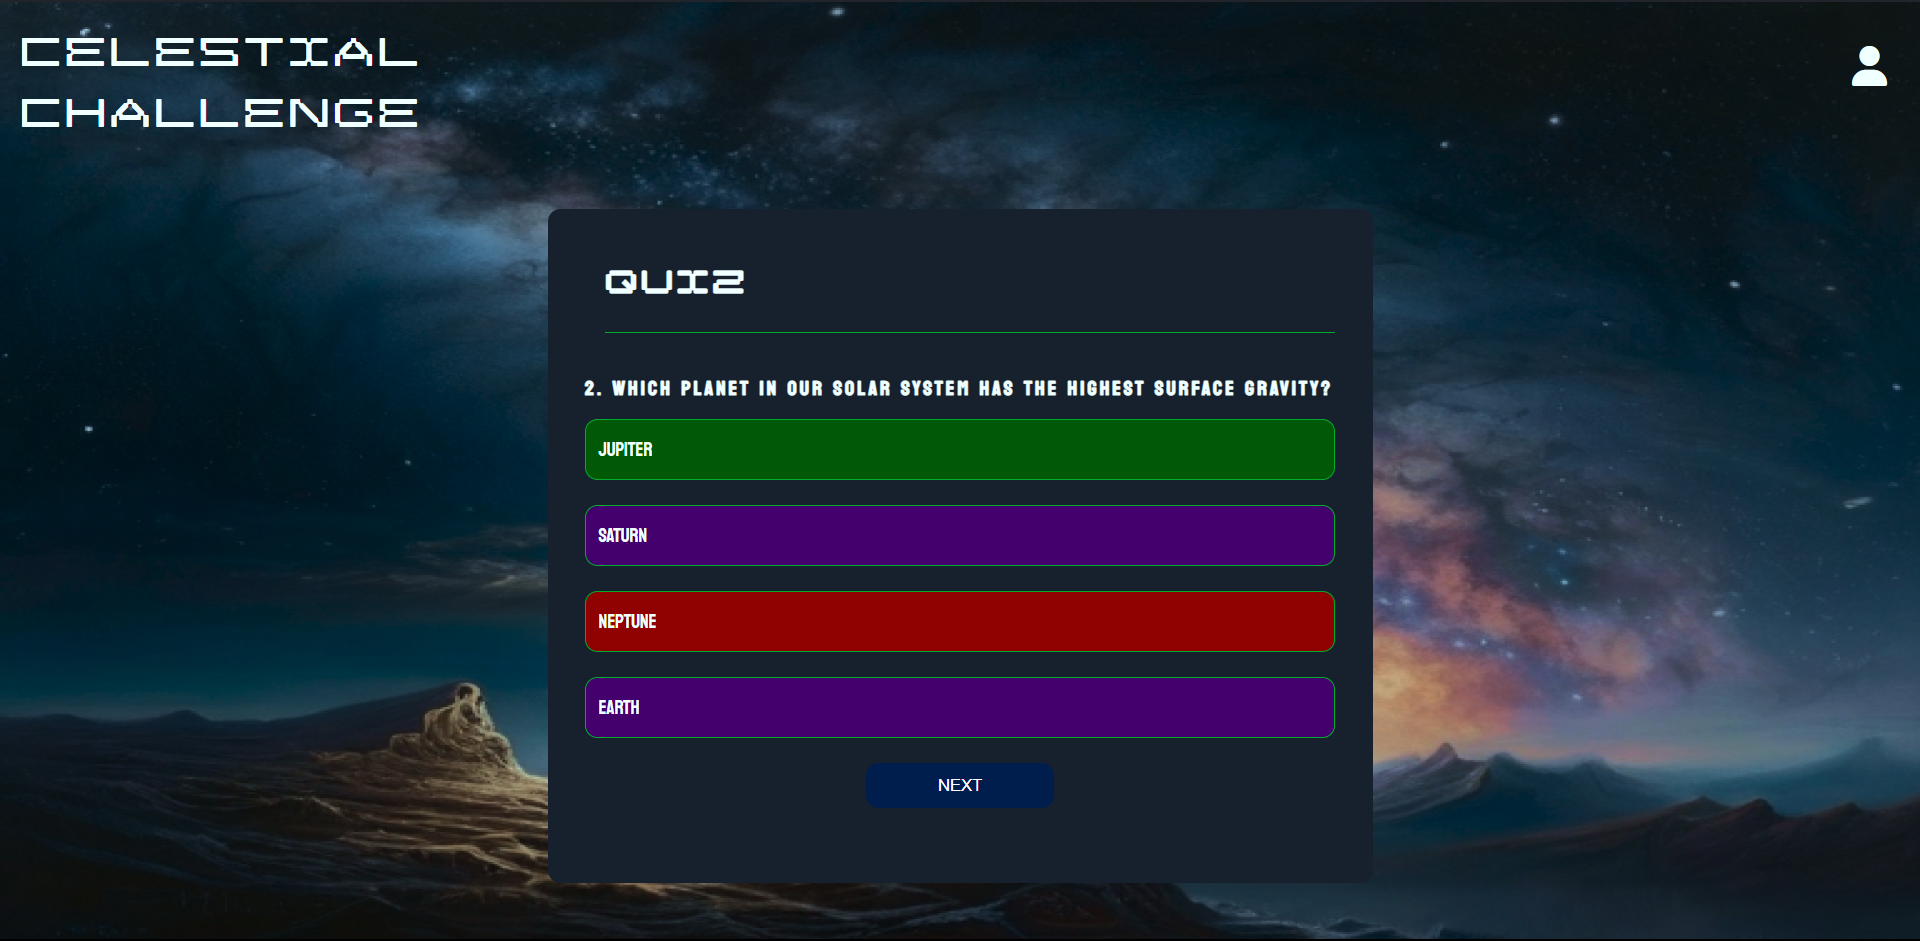 CELESTIAL
CHALLENGE
QUIZ
2. WHICH PLANET IN OUR SOLAR SYSTEM HAS THE HIGHEST SURFACE GRAVITY?
JUPITER
SATURN
NEPTUNE
EARTH
NEXT